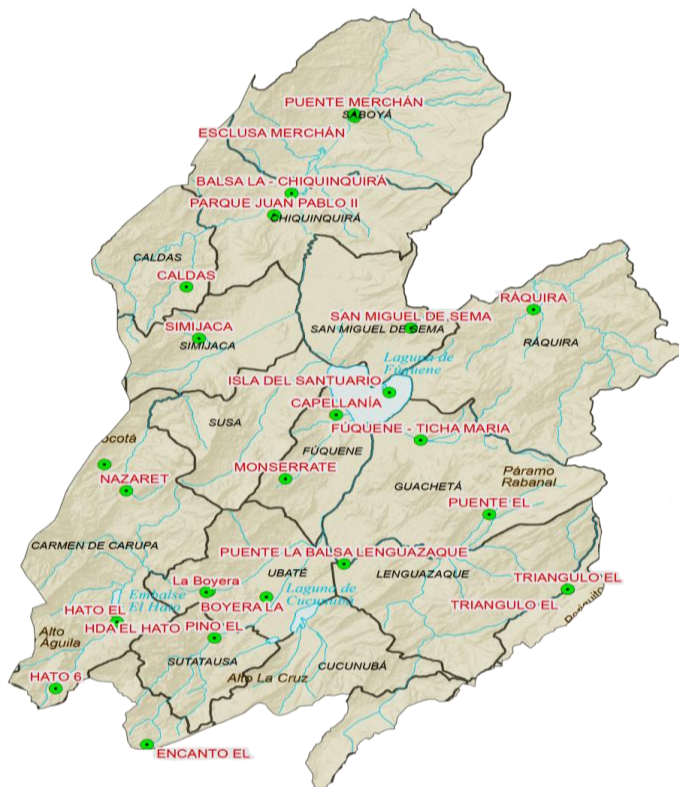 PUENTE MERCHÁN
SABOYÁ
ESCLUSA MERCHÁN
BALSA LA - CHIQUINQUIRÁ
PARQUE JUAN PABLO II
CHIQUINQUIRÁ
CALDAS
CALDAS
RÁQUIRA
SAN MIGUEL DE SEMA
SAN MIGUEL DE SEMA
SIMIJACA
SIMIJACA
RÁQUIRA
Laguna de
Fúquene
ISLA DEL SANTUARIO
CAPELLANÍA
SUSA
FÚQUENE - TICHA MARIA
FÚQUENE
MONSERRATE
NAZARET
Páramo
Rabanal
GUACHETÁ
PUENTE EL
CARMEN DE CARUPA
PUENTE LA BALSA LENGUAZAQUE
UBATÉ
LENGUAZAQUE
La Boyera
TRIANGULO EL
Embalse
El Hato
Laguna de
Cucunubá
BOYERA LA
HATO EL
TRIANGULO EL
HDA EL HATO
PINO EL
Alto
Águila
SUTATAUSA
CUCUNUBÁ
HATO 6
Alto La Cruz
ENCANTO EL